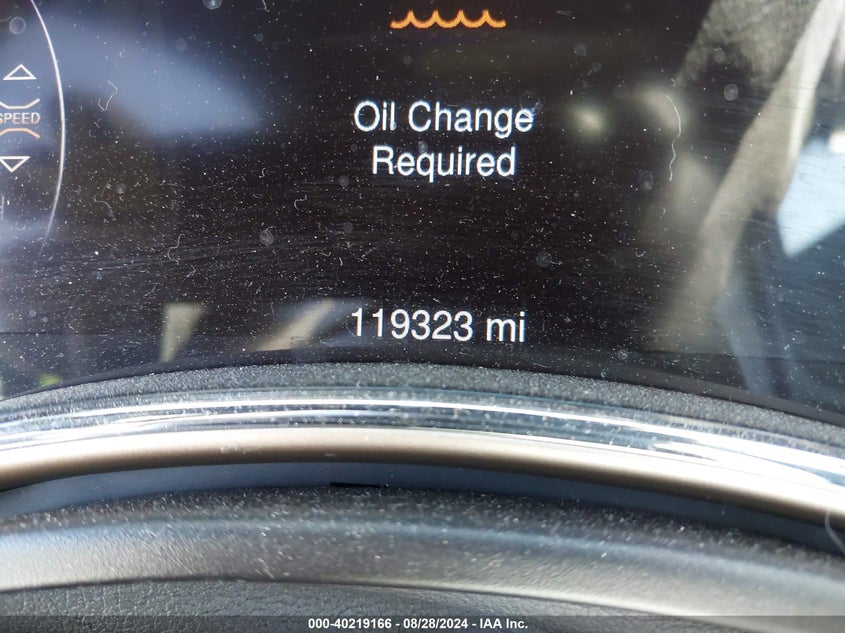 SPEED
Oil Change
Required
119323 mi
000-40219166 - 08/28/2024 - IAA Inc.